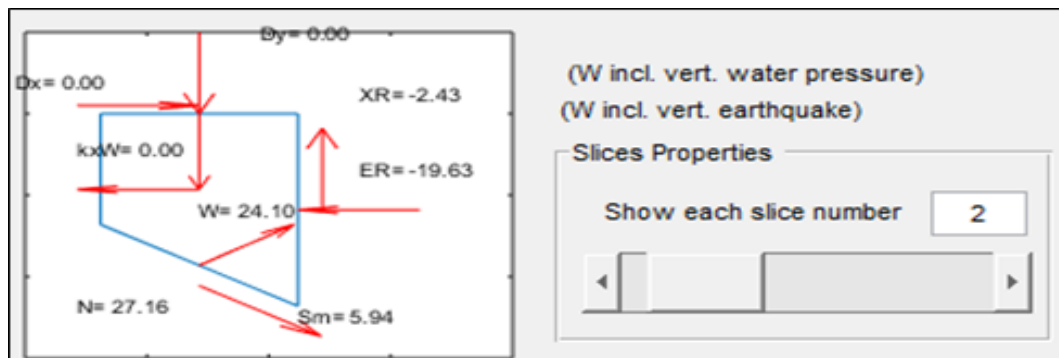 Dy= 0.00
Dx= 0.00
XR= -2.43
kxW= 0.00
ER= -19.63
W= 24.10
N= 27.16
Sm= 5.94
(W incl. vert. water pressure)
(W incl. vert. earthquake)
Slices Properties
Show each slice number 2